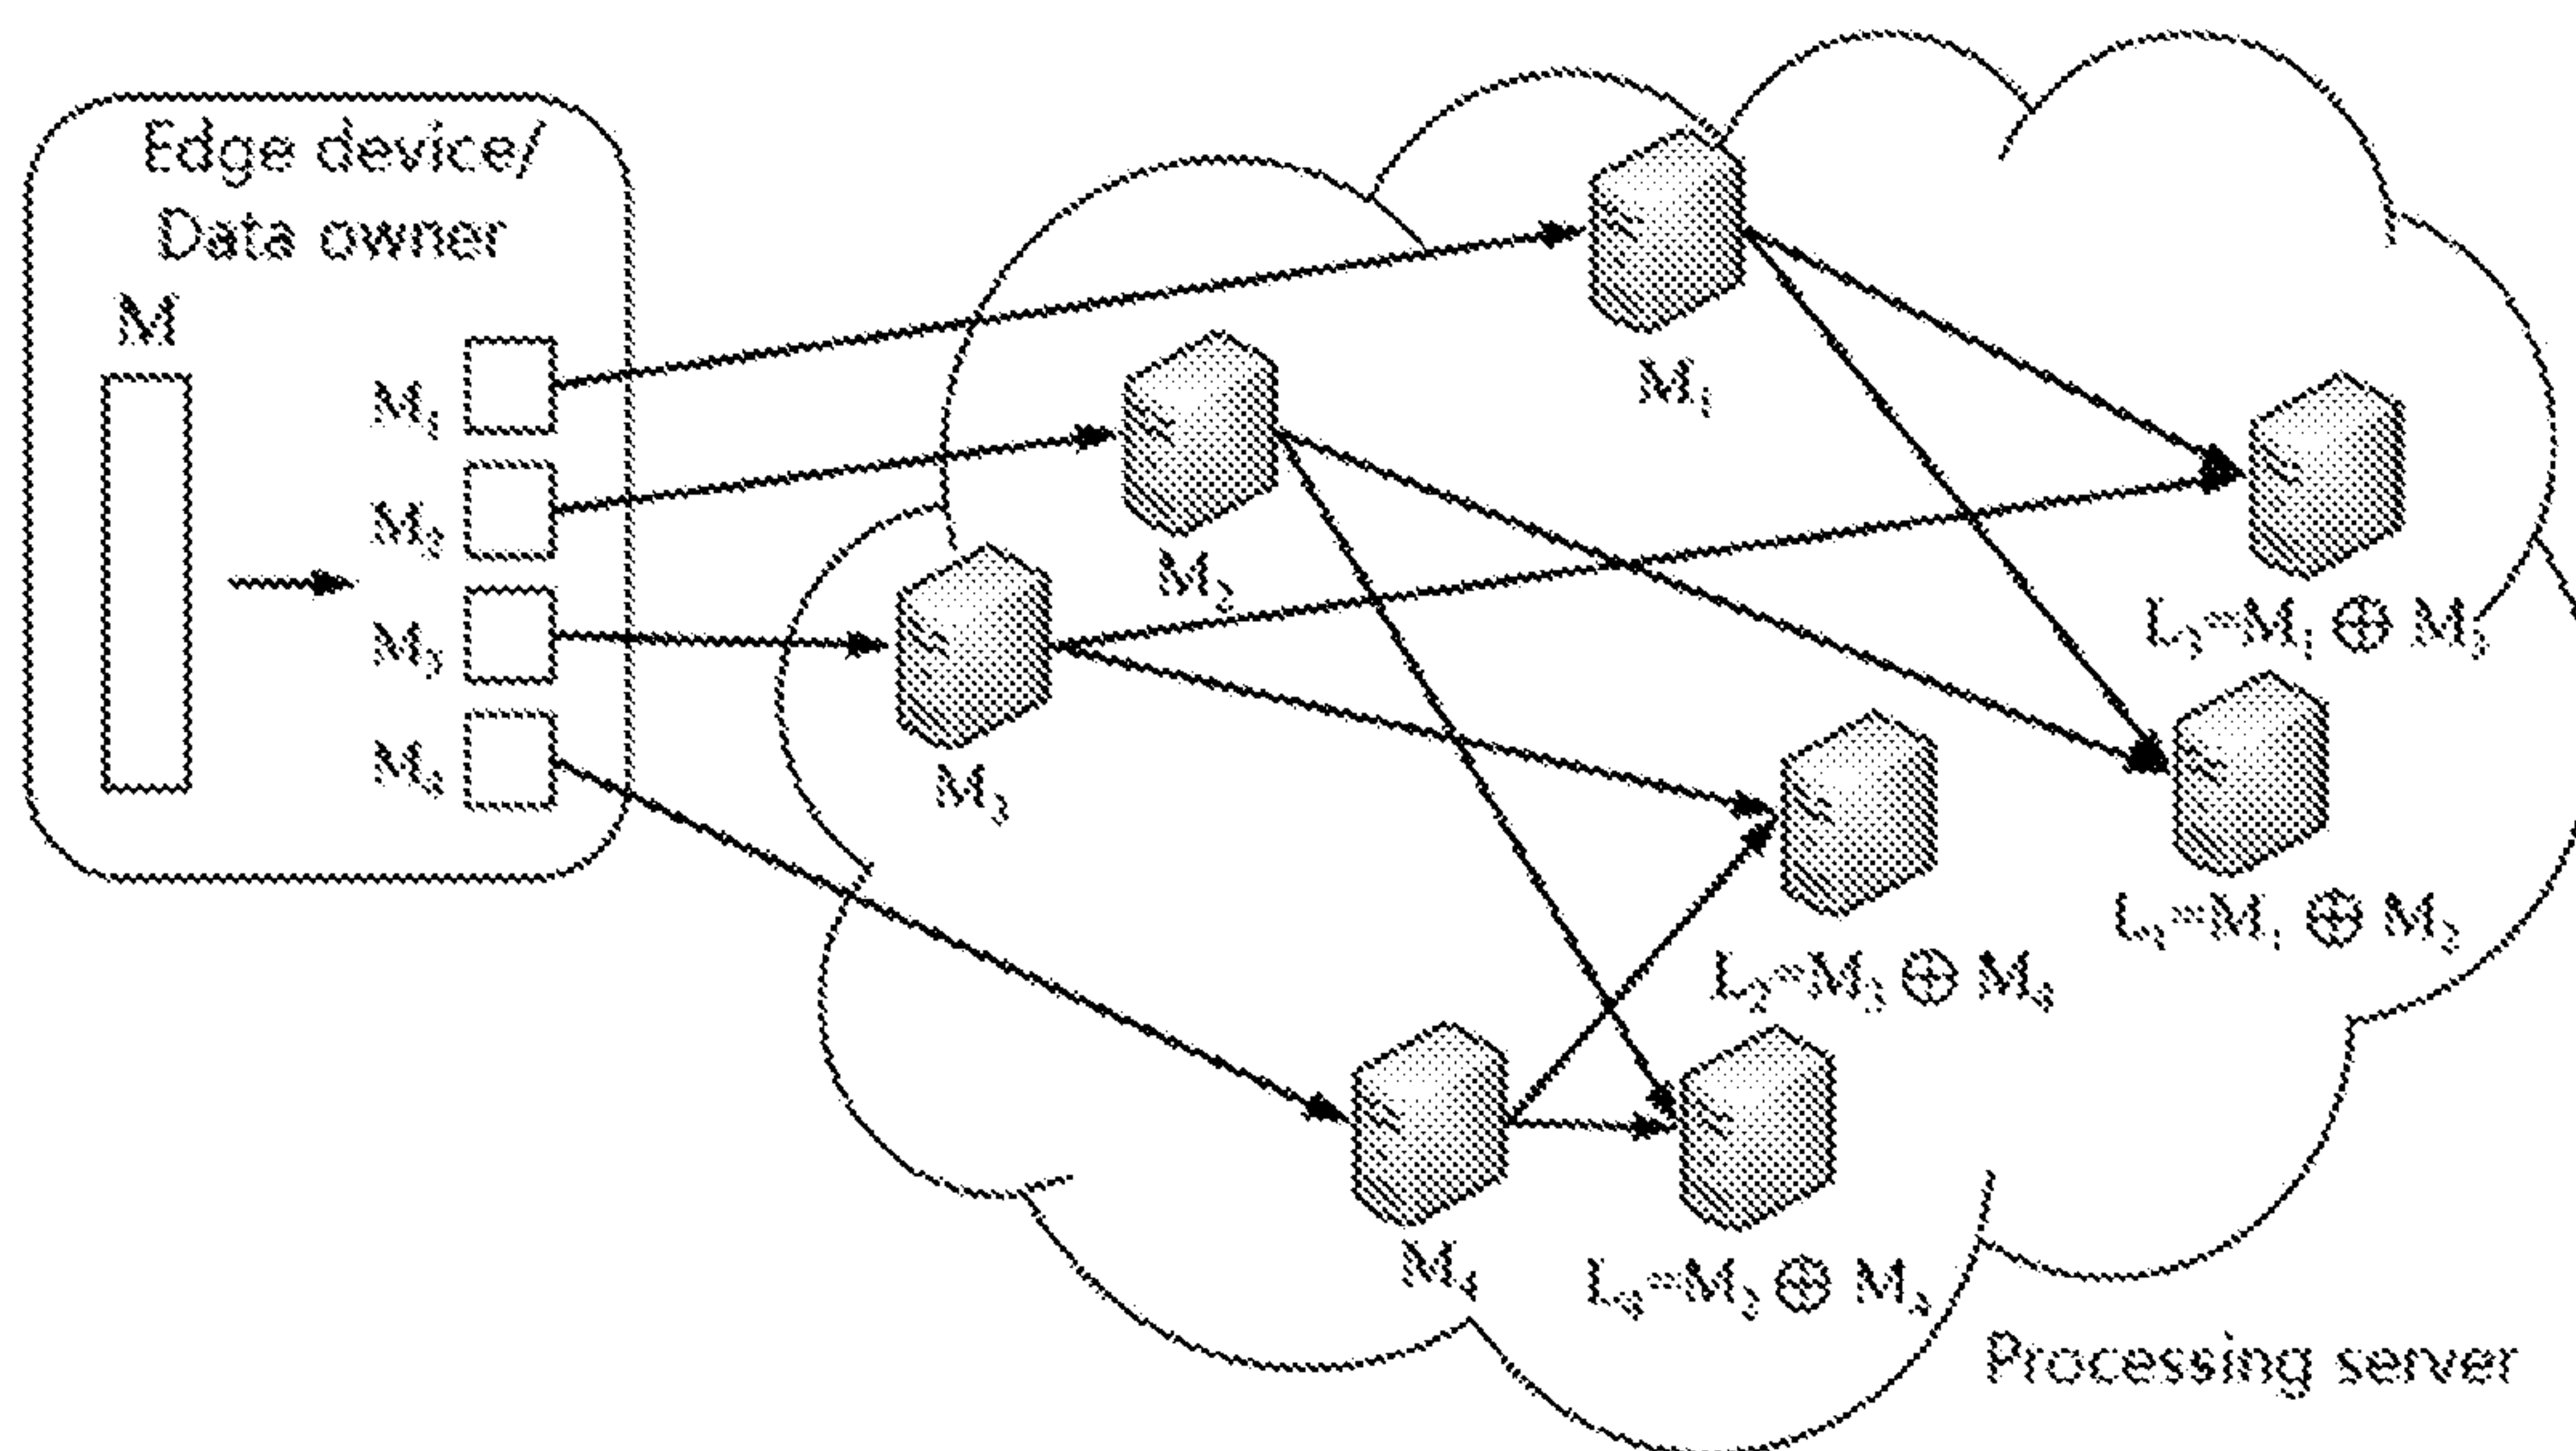 Edge device/
Data owner
M
M₁
M₂
M₃
M₄
M₁
M₂
M₃
M₄
L₃=M₁ ⊕ M₃
L₁=M₁ ⊕ M₂
L₂=M₃ ⊕ M₄
L₄=M₂ ⊕ M₄
Processing server